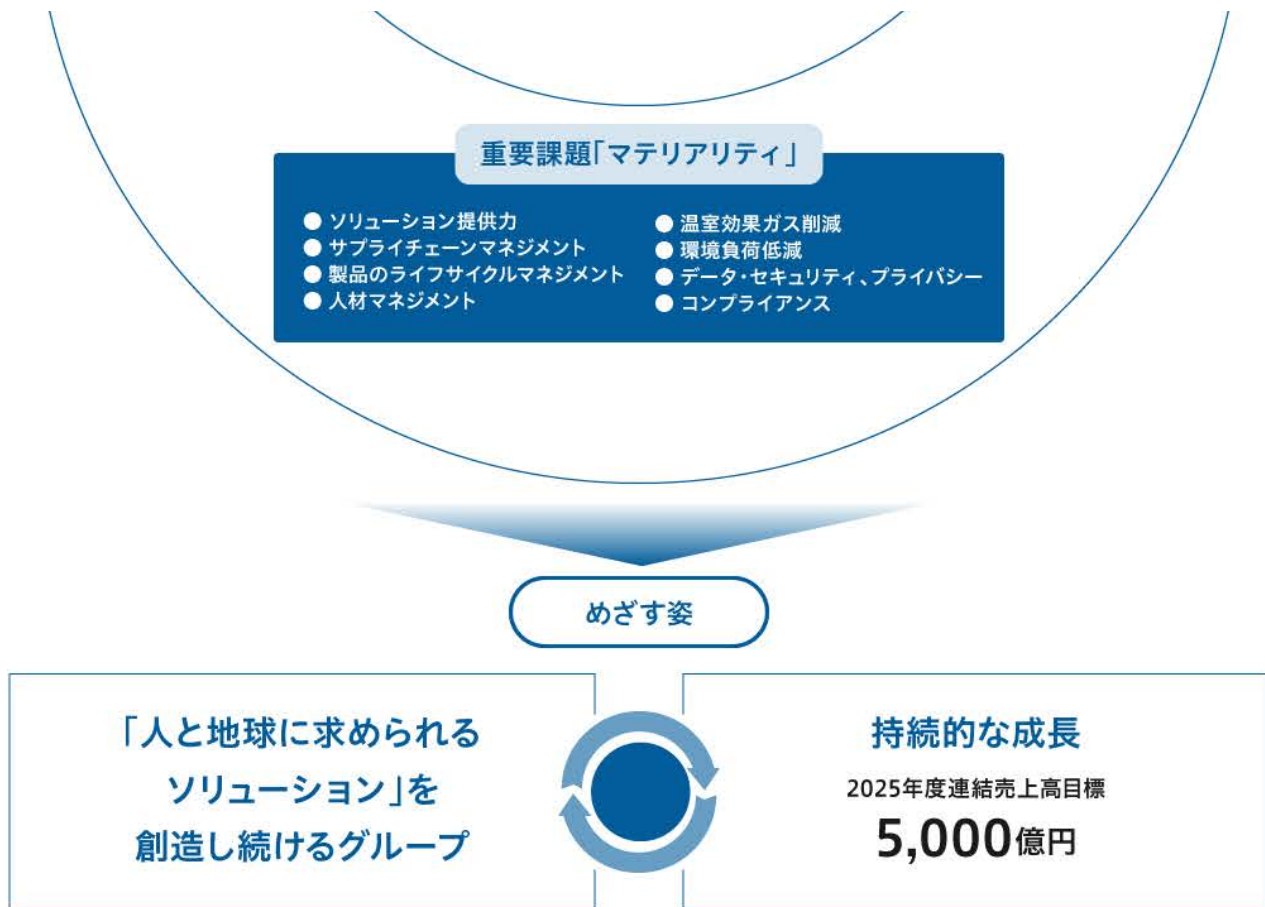 重要課題「マテリアリティ」
● ソリューション提供力
● サプライチェーンマネジメント
● 製品のライフサイクルマネジメント
● 人材マネジメント
● 温室効果ガス削減
● 環境負荷低減
● データ・セキュリティ、プライバシー
● コンプライアンス
めざす姿
「人と地球に求められる
ソリューション」を
創造し続けるグループ
持続的な成長
2025年度連結売上高目標
5,000億円